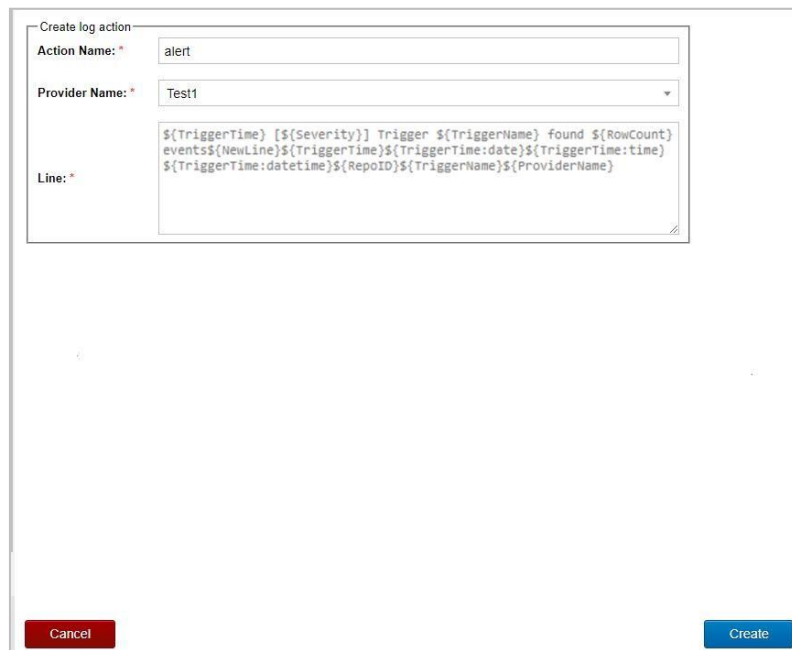 Create log action
Action Name: *
alert
Provider Name: *
Test1
Line: *
${TriggerTime} [${Severity}] Trigger ${TriggerName} found ${RowCount}
events${NewLine}${TriggerTime}${TriggerTime:date}${TriggerTime:time}
${TriggerTime:datetime}${RepoID}${TriggerName}${ProviderName}
Cancel
Create